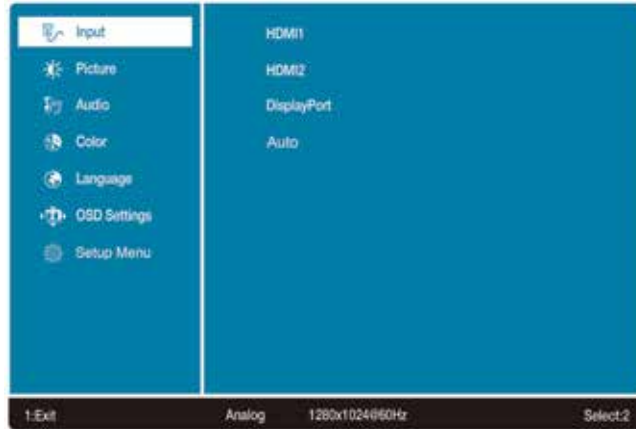 Input
Picture
Audio
Color
Language
OSD Settings
Setup Menu
HDMI1
HDMI2
DisplayPort
Auto
1:Exit Analog 1280x1024@60Hz Select:2